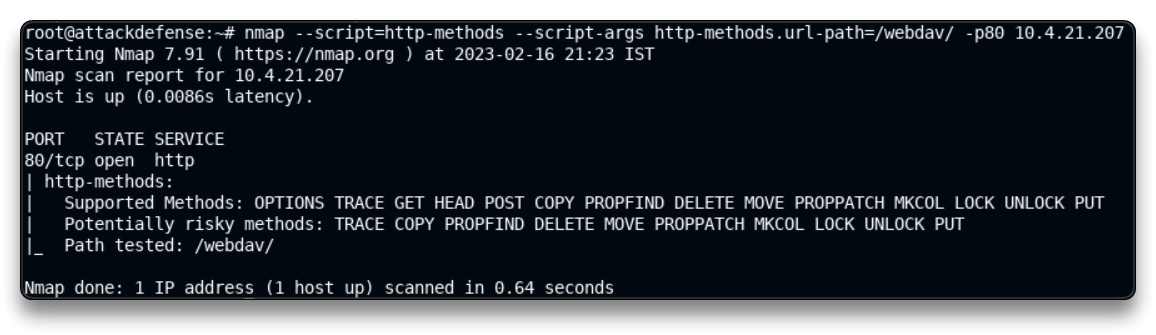 root@attackdefense:~# nmap --script=http-methods --script-args http-methods.url-path=/webdav/ -p80 10.4.21.207
Starting Nmap 7.91 ( https://nmap.org ) at 2023-02-16 21:23 IST
Nmap scan report for 10.4.21.207
Host is up (0.0086s latency).
PORT   STATE SERVICE
80/tcp open  http
| http-methods:
|   Supported Methods: OPTIONS TRACE GET HEAD POST COPY PROPFIND DELETE MOVE PROPPATCH MKCOL LOCK UNLOCK PUT
|   Potentially risky methods: TRACE COPY PROPFIND DELETE MOVE PROPPATCH MKCOL LOCK UNLOCK PUT
|_  Path tested: /webdav/
Nmap done: 1 IP address (1 host up) scanned in 0.64 seconds